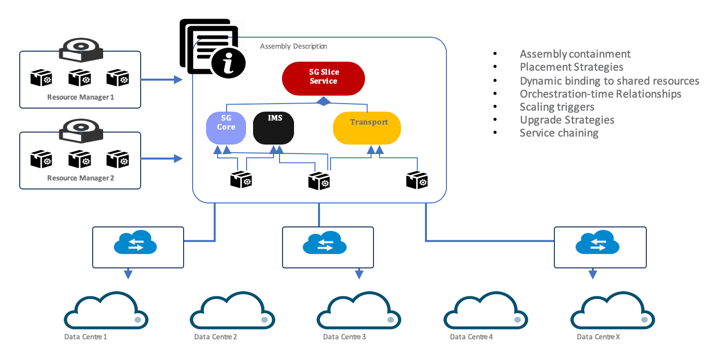 Assembly Description
5G Slice
Service
5G
Core
IMS
Transport
Resource Manager 1
Resource Manager 2
• Assembly containment
• Placement Strategies
• Dynamic binding to shared resources
• Orchestration-time Relationships
• Scaling triggers
• Upgrade Strategies
• Service chaining
Data Centre 1
Data Centre 2
Data Centre 3
Data Centre 4
Data Centre X